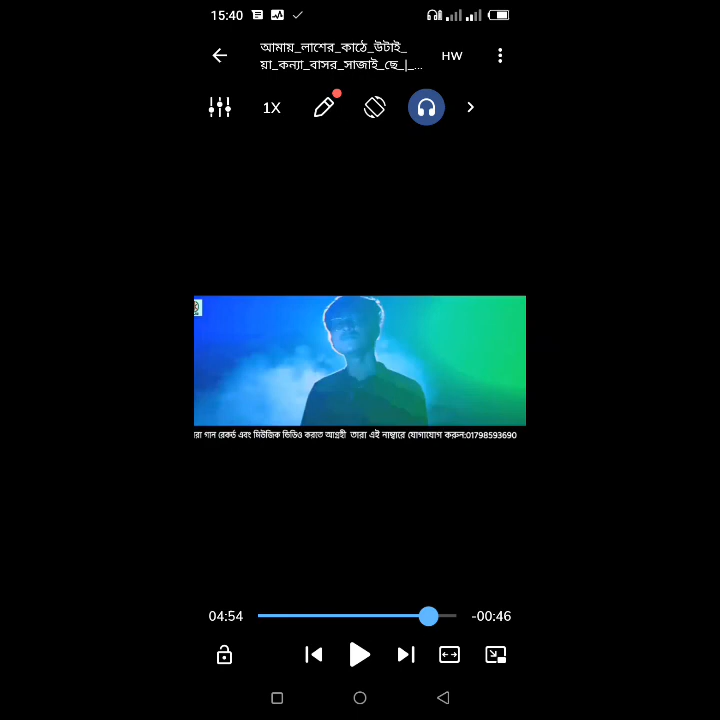 15:40
আমায়_লাশের_কাঠে_উটাই_
য়া_কন্যা_বাসর_সাজাই_ছে_|_...
HW
1X
রা গান রেকর্ড এবং মিউজিক ভিডিও করতে আগ্রহী তারা এই নাম্বারে যোগাযোগ করুন:01798593690
04:54
-00:46